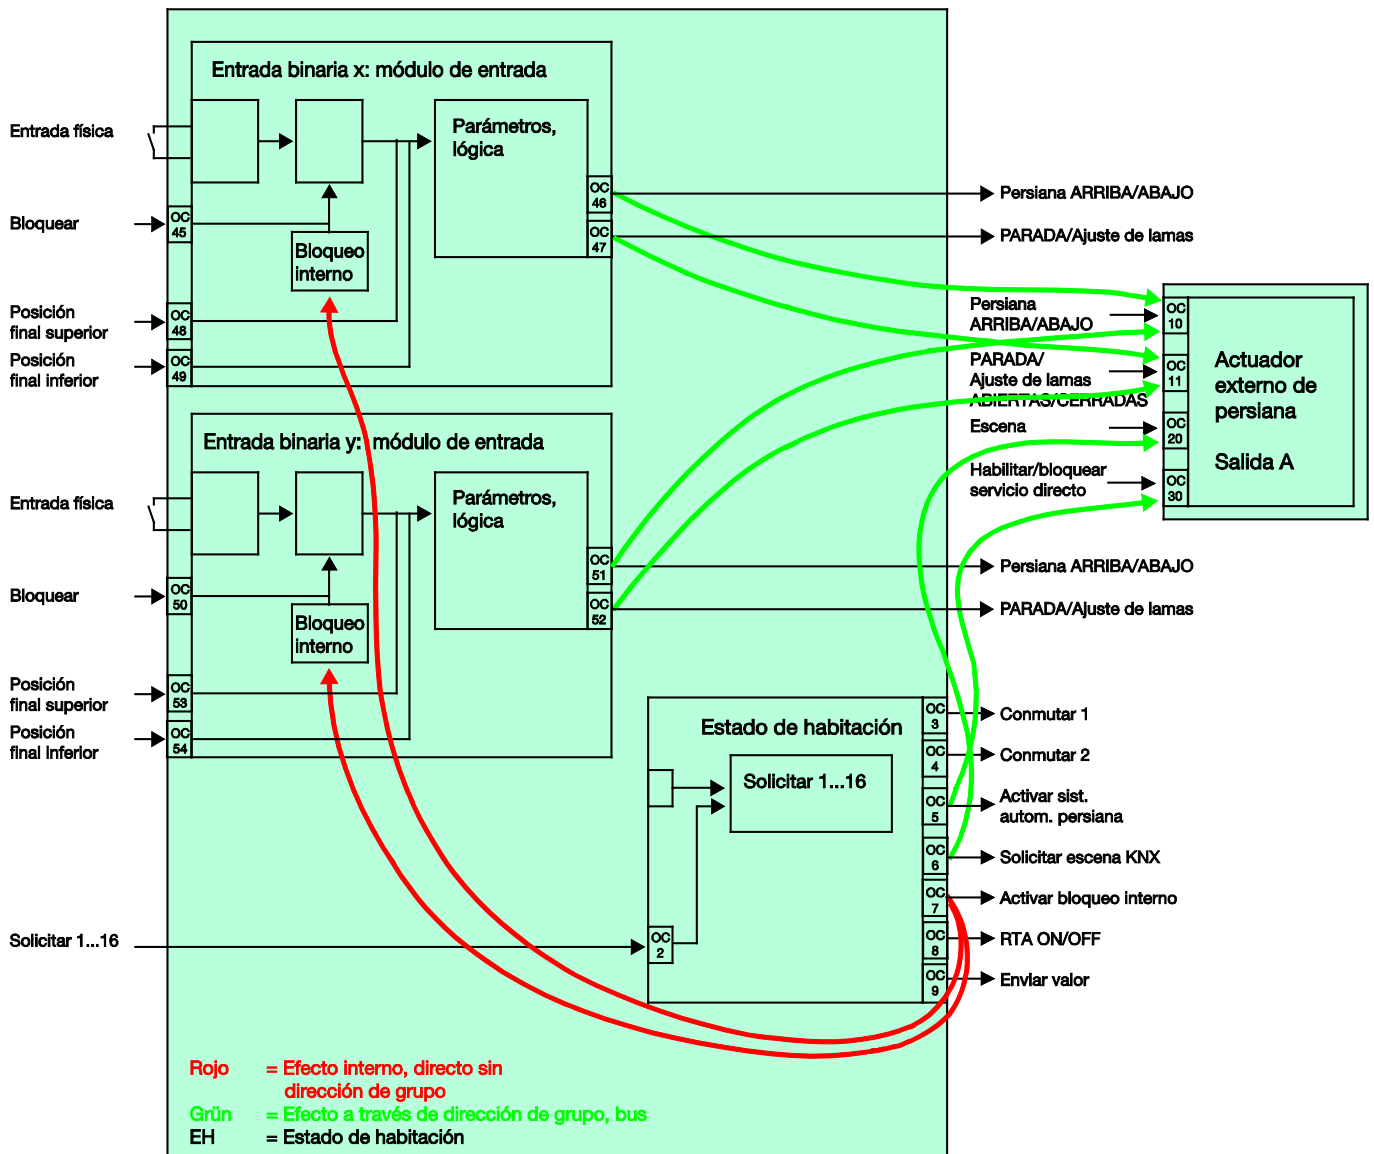 Entrada binaria x: módulo de entrada
Entrada física
Parámetros,
lógica
OC
46
Persiana ARRIBA/ABAJO
Bloquear
OC
45
OC
47
PARADA/Ajuste de lamas
Bloqueo
interno
Posición
final superior
OC
48
Posición
final inferior
OC
49
Persiana
ARRIBA/ABAJO
OC
10
PARADA/
Ajuste de lamas
ABIERTAS/CERRADAS
OC
11
Escena
OC
20
Habilitar/bloquear
servicio directo
OC
30
Actuador
externo de
persiana
Salida A
Entrada binaria y: módulo de entrada
Entrada física
Parámetros,
lógica
OC
51
Persiana ARRIBA/ABAJO
Bloquear
OC
50
OC
52
PARADA/Ajuste de lamas
Bloqueo
interno
Posición
final superior
OC
53
Posición
final inferior
OC
54
Estado de habitación
Solicitar 1...16
OC
3
Conmutar 1
OC
4
Conmutar 2
OC
5
Activar sist.
autom. persiana
OC
6
Solicitar escena KNX
OC
7
Activar bloqueo interno
OC
8
RTA ON/OFF
OC
9
Enviar valor
Solicitar 1...16
OC
2
Rojo = Efecto interno, directo sin
dirección de grupo
Grün = Efecto a través de dirección de grupo, bus
EH = Estado de habitación